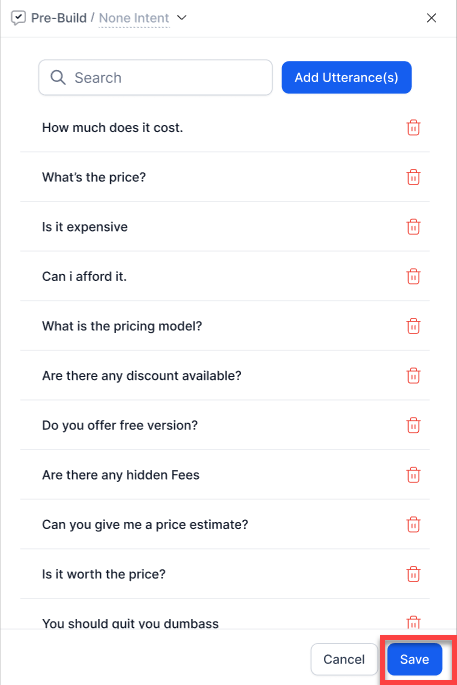 Pre-Build / None Intent
Search
Add Utterance(s)
How much does it cost.
What's the price?
Is it expensive
Can i afford it.
What is the pricing model?
Are there any discount available?
Do you offer free version?
Are there any hidden Fees
Can you give me a price estimate?
Is it worth the price?
You should quit you dumbass
Cancel
Save